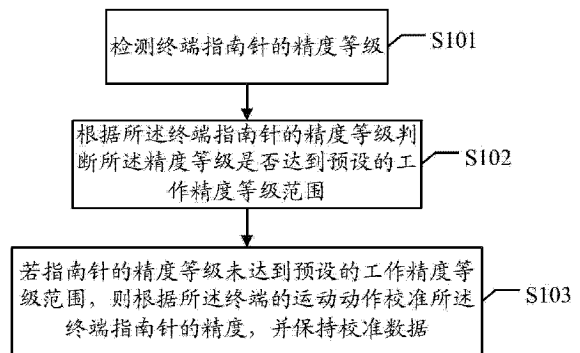 检测终端指南针的精度等级
S101
根据所述终端指南针的精度等级判
断所述精度等级是否达到预设的工
作精度等级范围
S102
若指南针的精度等级未达到预设的工作精度等
级范围，则根据所述终端的运动动作校准所述
终端指南针的精度，并保持校准数据
S103